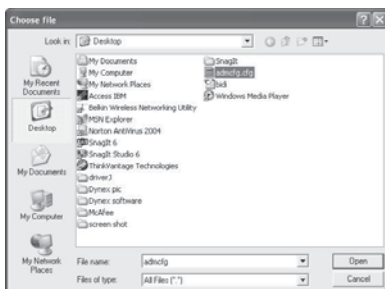 Choose file
Look in: Desktop
My Recent Documents
Desktop
My Documents
My Computer
My Network Places
My Documents
My Computer
My Network Places
Access IBM
Belkin Wireless Networking Utility
MSN Explorer
Norton AntiVirus 2004
SnagIt 6
SnagIt Studio 6
ThinkVantage Technologies
driver3
Dynex pic
Dynex software
McAfee
screen shot
SnagIt
admcfg.cfg
bidi
Windows Media Player
File name: admcfg
Open
Files of type: All Files (*.*)
Cancel